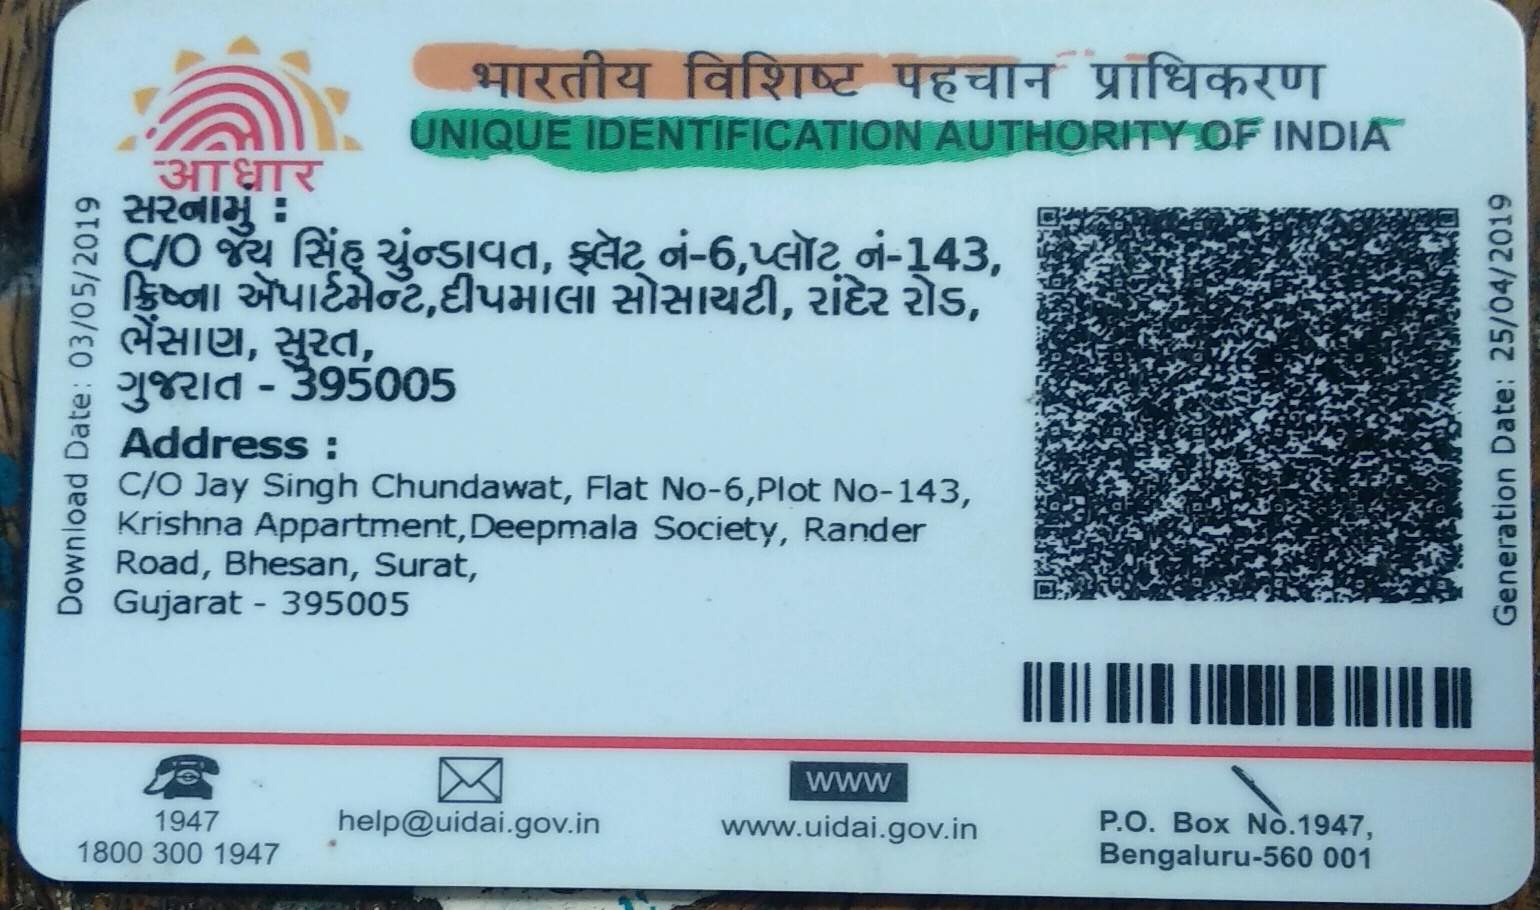 भारतीय विशिष्ट पहचान प्राधिकरण
UNIQUE IDENTIFICATION AUTHORITY OF INDIA
आधार
સરનામું :
C/O જય સિંહ ચુંન્ડાવત, ફ્લૅટ નં-6,પ્લૉટ નં-143,
ક્રિષ્ના ઍપાર્ટમેન્ટ,દીપમાલા સોસાયટી, રાંદેર રોડ,
ભેંસાણ, સુરત,
ગુજરાત - 395005
Address :
C/O Jay Singh Chundawat, Flat No-6,Plot No-143,
Krishna Appartment,Deepmala Society, Rander
Road, Bhesan, Surat,
Gujarat - 395005
Download Date: 03/05/2019
Generation Date: 25/04/2019
1947
1800 300 1947
help@uidai.gov.in
www
www.uidai.gov.in
P.O. Box No.1947,
Bengaluru-560 001